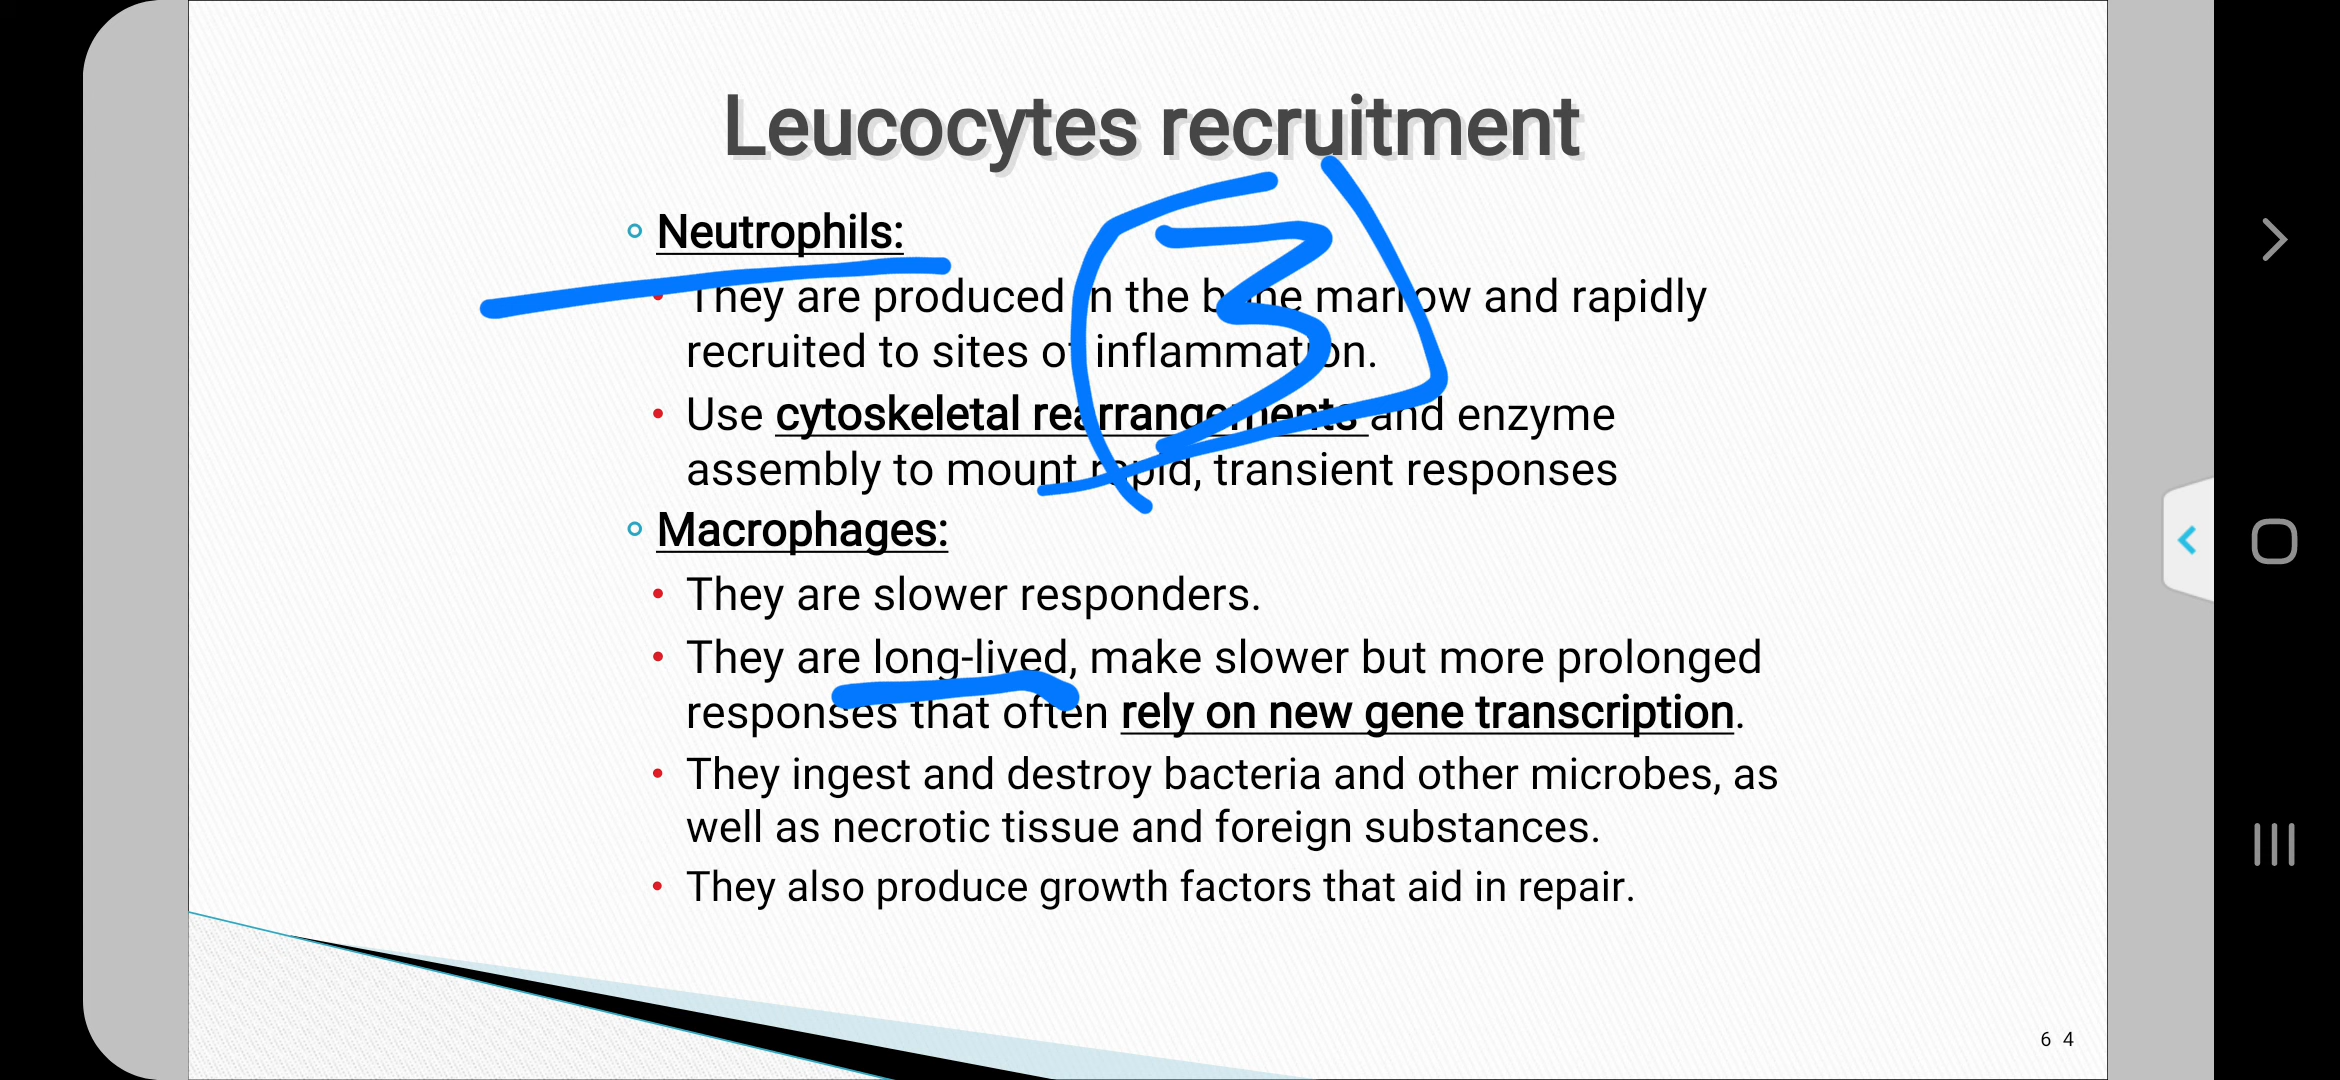 Leucocytes recruitment
Neutrophils:
They are produced in the bone marrow and rapidly
recruited to sites of inflammation.
Use cytoskeletal rearrangements and enzyme
assembly to mount rapid, transient responses
3
Macrophages:
They are slower responders.
They are long-lived, make slower but more prolonged
responses that often rely on new gene transcription.
They ingest and destroy bacteria and other microbes, as
well as necrotic tissue and foreign substances.
They also produce growth factors that aid in repair.
6 4